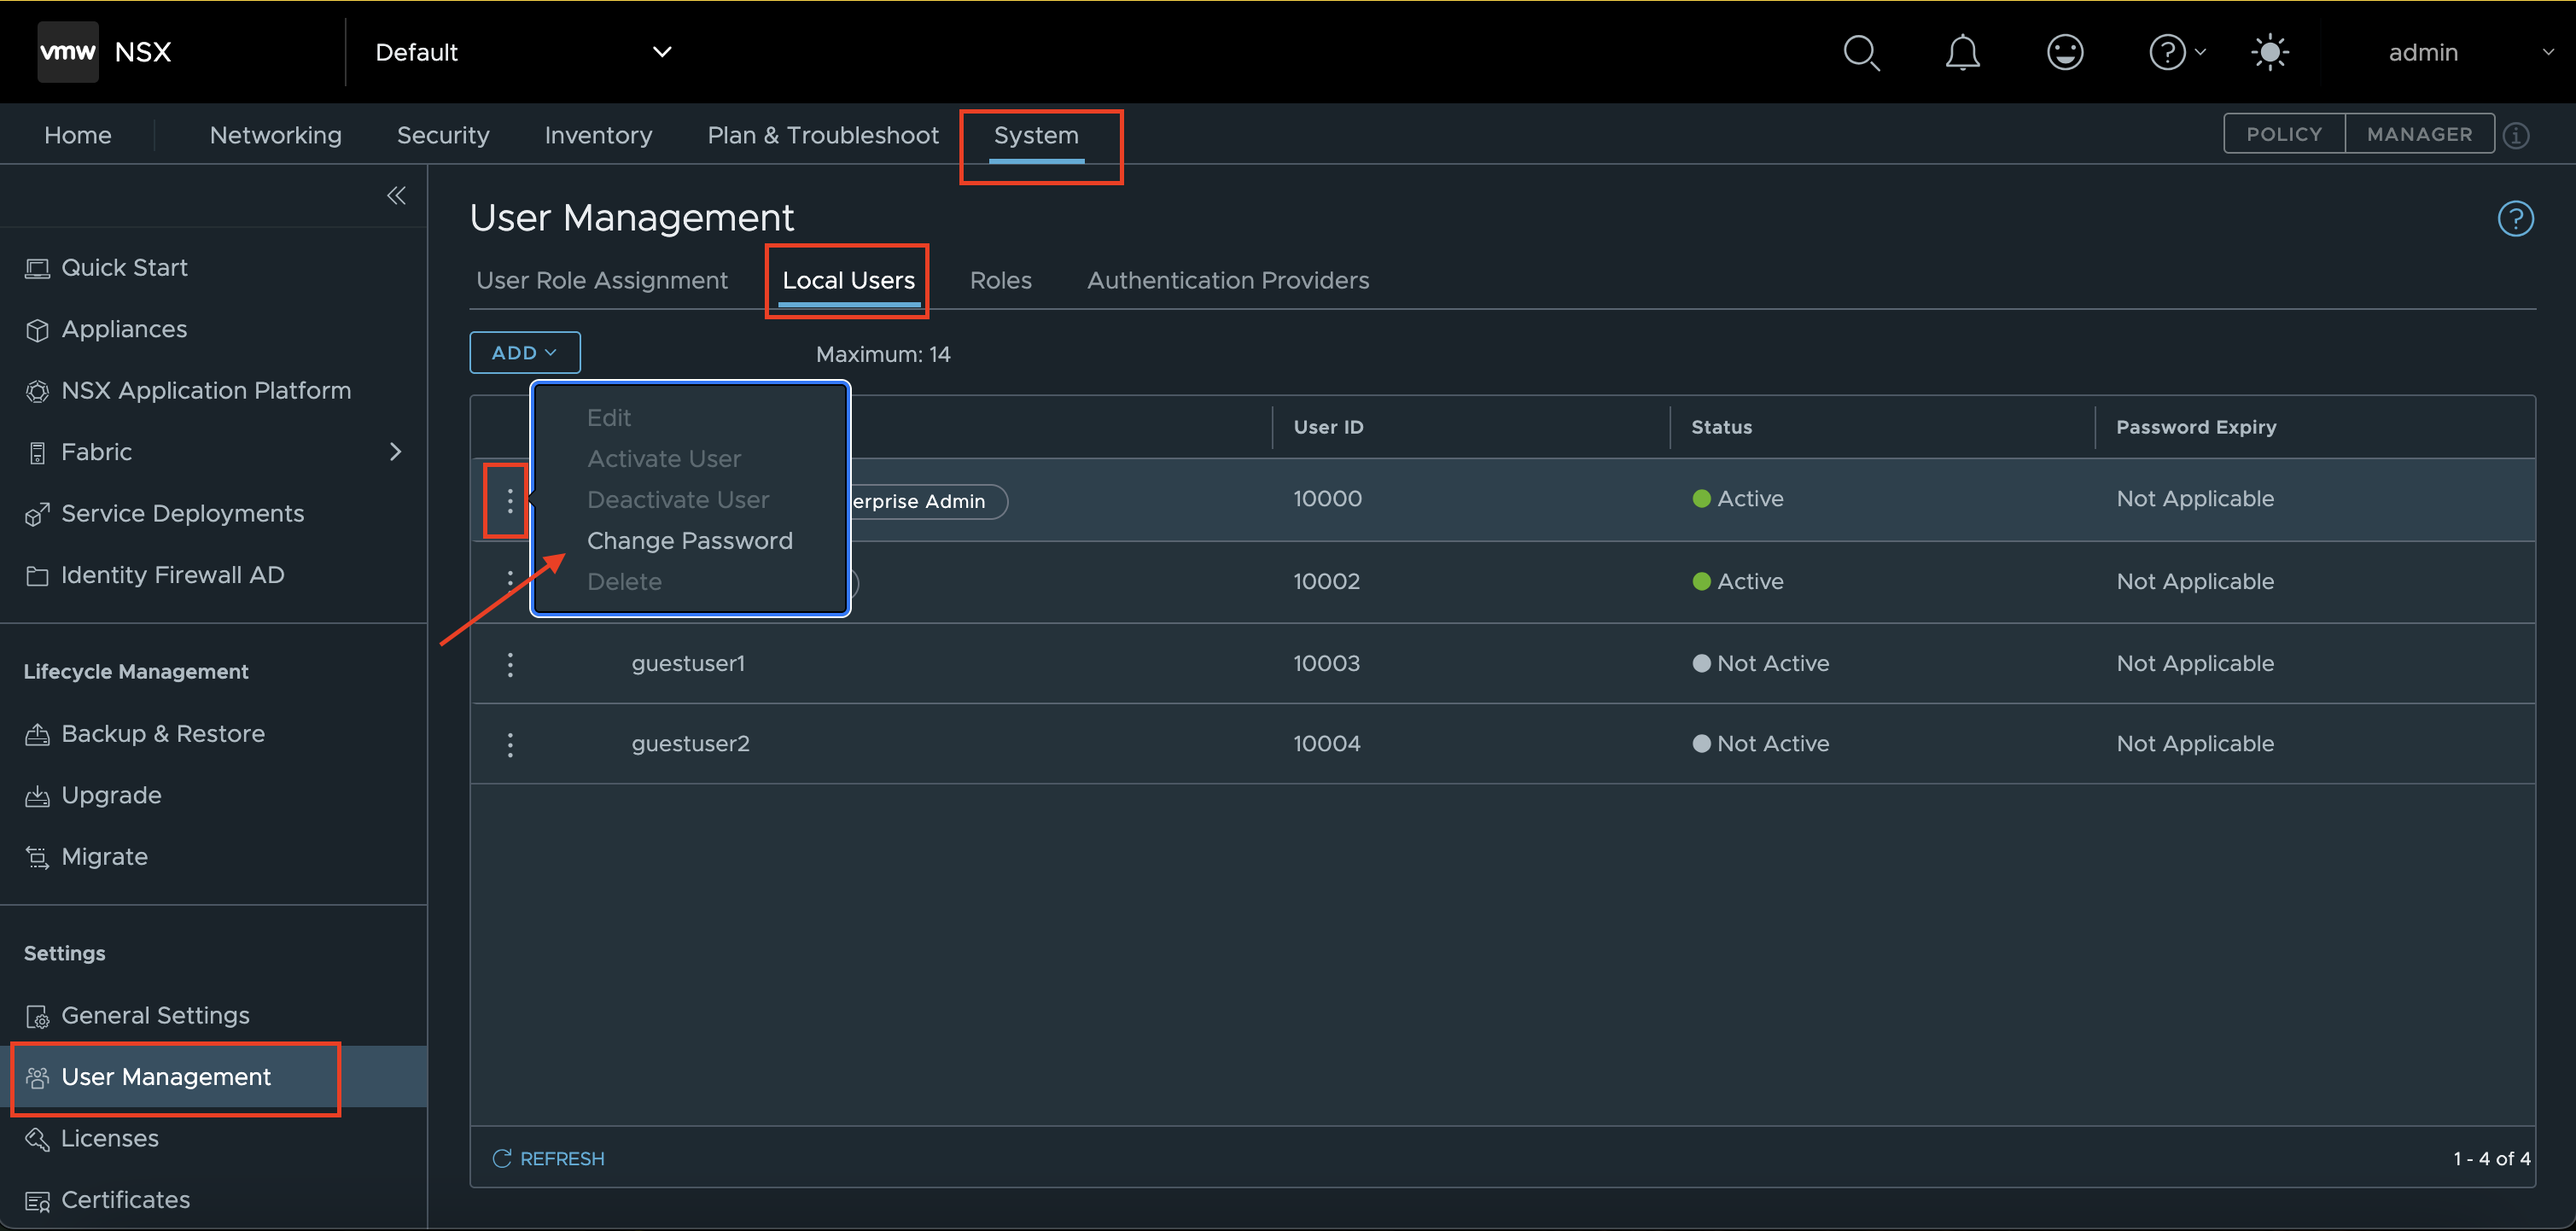 vmw NSX Default admin
Home Networking Security Inventory Plan & Troubleshoot System POLICY MANAGER
User Management
Quick Start
Appliances
NSX Application Platform
Fabric
Service Deployments
Identity Firewall AD
Lifecycle Management
Backup & Restore
Upgrade
Migrate
Settings
General Settings
User Management
Licenses
Certificates
User Role Assignment Local Users Roles Authentication Providers
ADD Maximum: 14
User ID Status Password Expiry
Edit
Activate User
Deactivate User
Change Password
Delete
erprise Admin 10000 Active Not Applicable
10002 Active Not Applicable
guestuser1 10003 Not Active Not Applicable
guestuser2 10004 Not Active Not Applicable
REFRESH 1 - 4 of 4